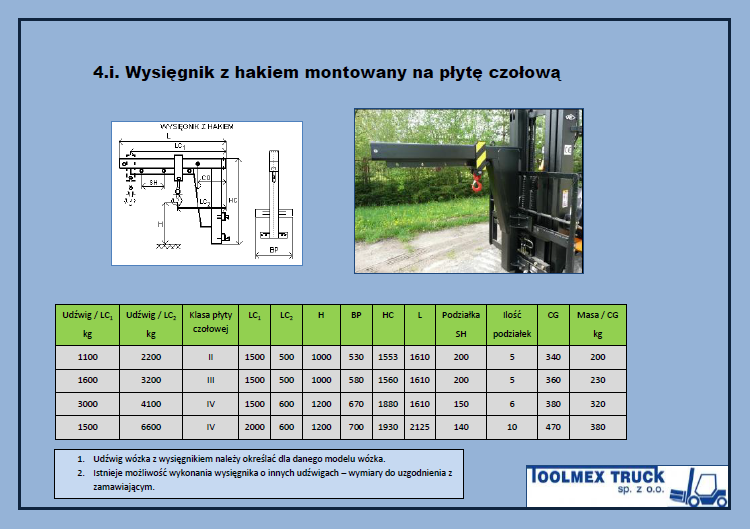 4.i. Wysięgnik z hakiem montowany na płytę czołową
WYSIĘGNIK Z HAKIEM
L
LC1
SH
CG
LC2
HC
H
BP
Udźwig / LC1 kg | Udźwig / LC2 kg | Klasa płyty czołowej | LC1 | LC2 | H | BP | HC | L | Podziałka SH | Ilość podziałek | CG | Masa / CG kg
1100 | 2200 | II | 1500 | 500 | 1000 | 530 | 1553 | 1610 | 200 | 5 | 340 | 200
1600 | 3200 | III | 1500 | 500 | 1000 | 580 | 1560 | 1610 | 200 | 5 | 360 | 230
3000 | 4100 | IV | 1500 | 600 | 1200 | 670 | 1880 | 1610 | 150 | 6 | 380 | 320
1500 | 6600 | IV | 2000 | 600 | 1200 | 700 | 1930 | 2125 | 140 | 10 | 470 | 380
1. Udźwig wózka z wysięgnikiem należy określać dla danego modelu wózka.
2. Istnieje możliwość wykonania wysięgnika o innych udźwigach – wymiary do uzgodnienia z
zamawiającym.
TOOLMEX TRUCK
sp. z o.o.